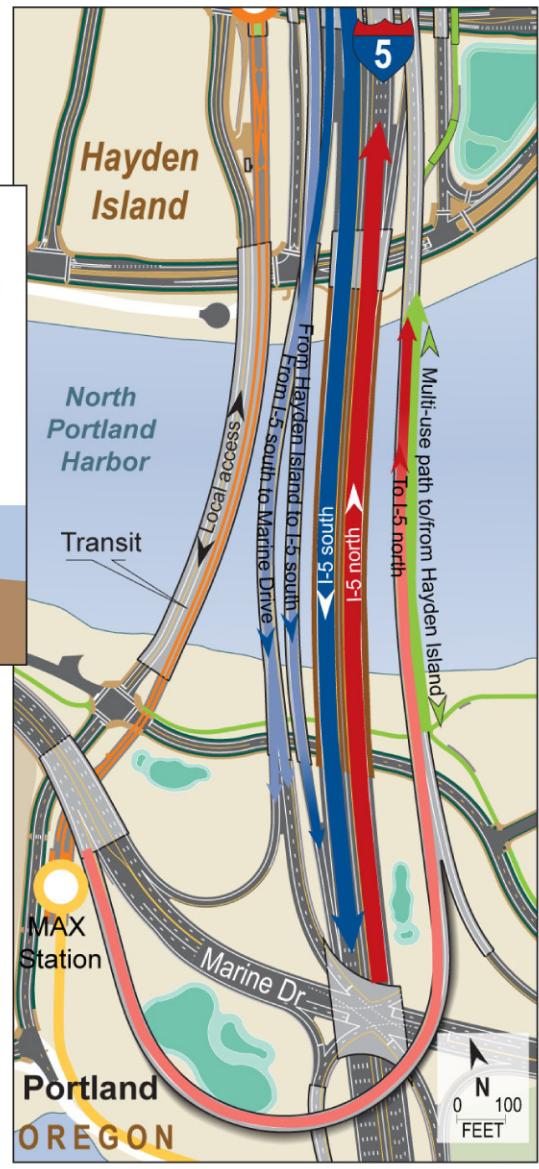 5
Hayden
Island
North
Portland
Harbor
Local access
Transit
From I-5 south to Marine Drive
From Hayden Island to I-5 south
I-5 south
I-5 north
To I-5 north
Multi-use path to/from Hayden Island
MAX
Station
Marine Dr
Portland
OREGON
N
0 100
FEET